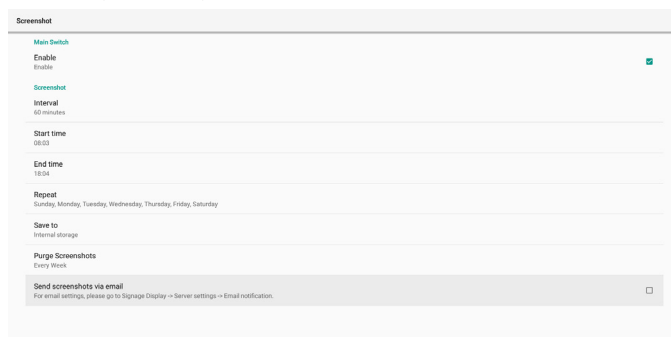 Screenshot
Main Switch
Enable
Enable
Screenshot
Interval
60 minutes
Start time
08:03
End time
18:04
Repeat
Sunday, Monday, Tuesday, Wednesday, Thursday, Friday, Saturday
Save to
Internal storage
Purge Screenshots
Every Week
Send screenshots via email
For email settings, please go to Signage Display -> Server settings -> Email notification.